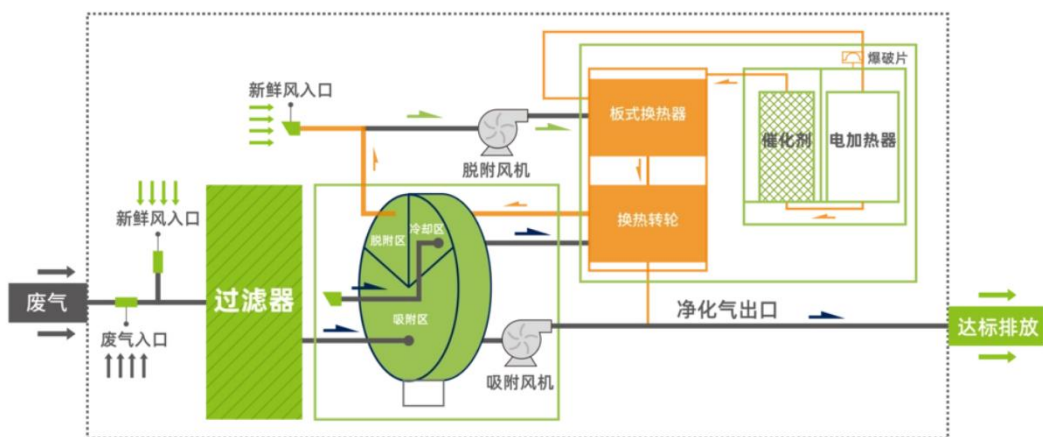 爆破片
新鲜风入口
板式换热器
催化剂
电加热器
脱附风机
新鲜风入口
换热转轮
脱附区
冷却区
废气
过滤器
吸附区
净化气出口
达标排放
废气入口
吸附风机